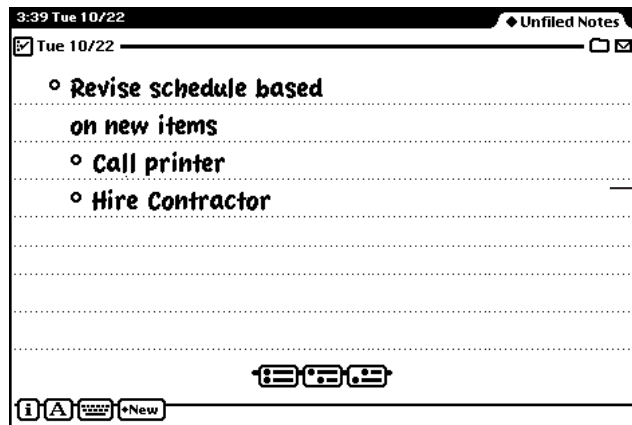 3:39 Tue 10/22
◆Unfiled Notes
Tue 10/22
Revise schedule based
on new items
Call printer
Hire Contractor
i A ◆New